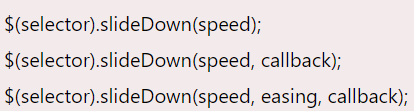 $(selector).slideDown(speed);
$(selector).slideDown(speed, callback);
$(selector).slideDown(speed, easing, callback);